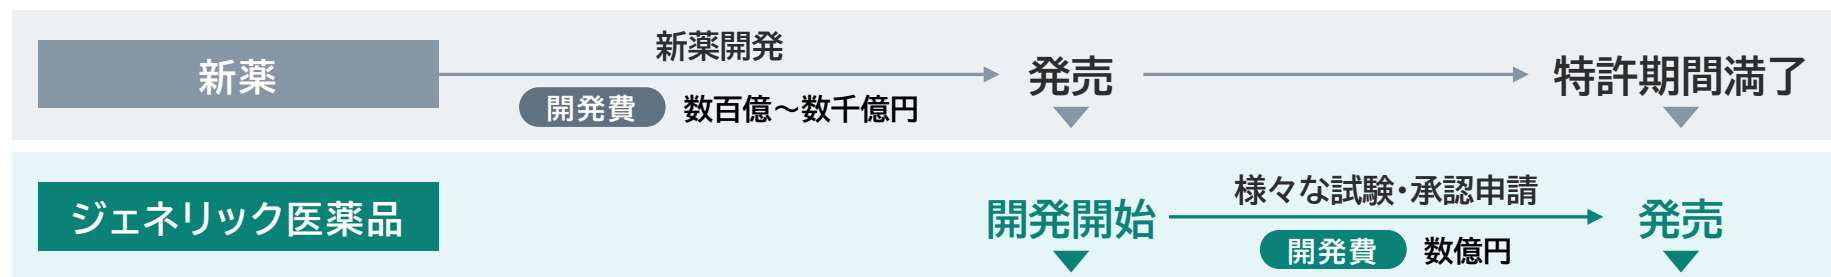 新薬
新薬開発
開発費 数百億～数千億円
発売
特許期間満了
ジェネリック医薬品
開発開始
様々な試験・承認申請
開発費 数億円
発売